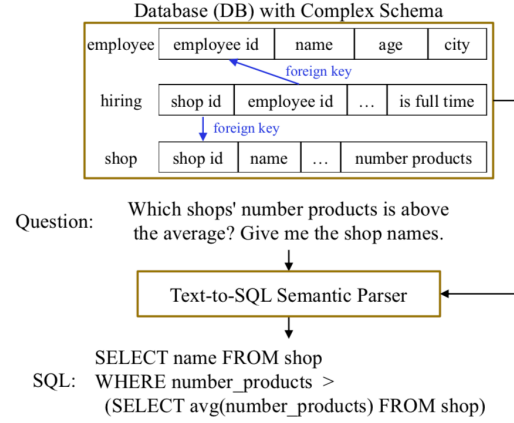 Database (DB) with Complex Schema
employee employee id name age city
foreign key
hiring shop id employee id ... is full time
foreign key
shop shop id name ... number products
Question: Which shops' number products is above
the average? Give me the shop names.
Text-to-SQL Semantic Parser
SELECT name FROM shop
SQL: WHERE number_products >
(SELECT avg(number_products) FROM shop)